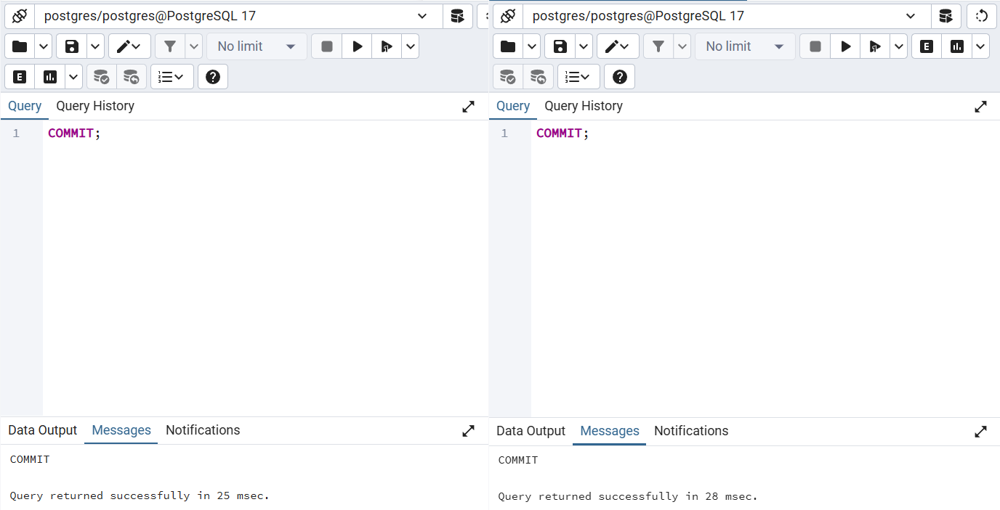 postgres/postgres@PostgreSQL 17
No limit
E
Query Query History
1 COMMIT;
Data Output Messages Notifications
COMMIT
Query returned successfully in 25 msec.
postgres/postgres@PostgreSQL 17
No limit
E
Query Query History
1 COMMIT;
Data Output Messages Notifications
COMMIT
Query returned successfully in 28 msec.